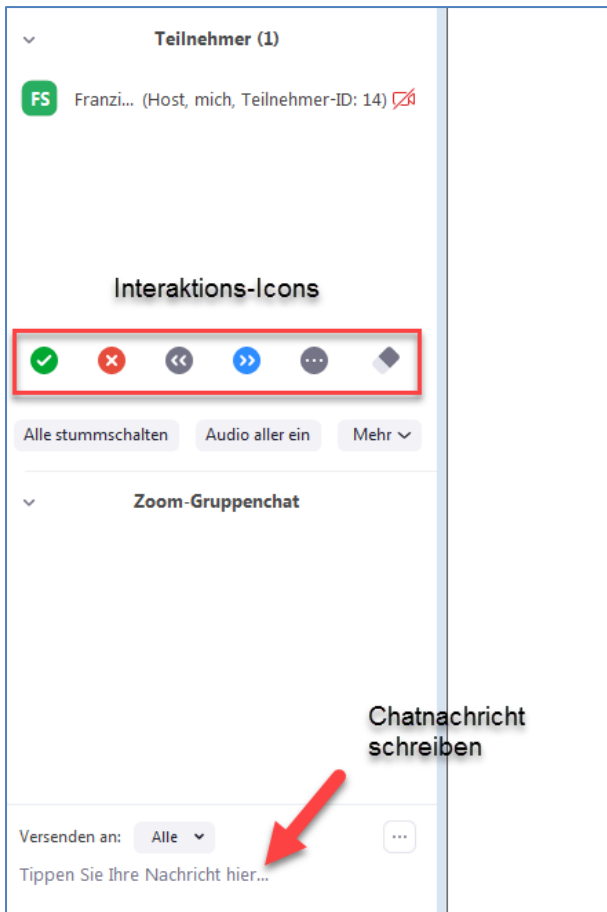 Teilnehmer (1)
FS Franzi... (Host, mich, Teilnehmer-ID: 14)
Interaktions-Icons
Alle stummschalten Audio aller ein Mehr
Zoom-Gruppenchat
Chatnachricht
schreiben
Versenden an: Alle
Tippen Sie Ihre Nachricht hier...